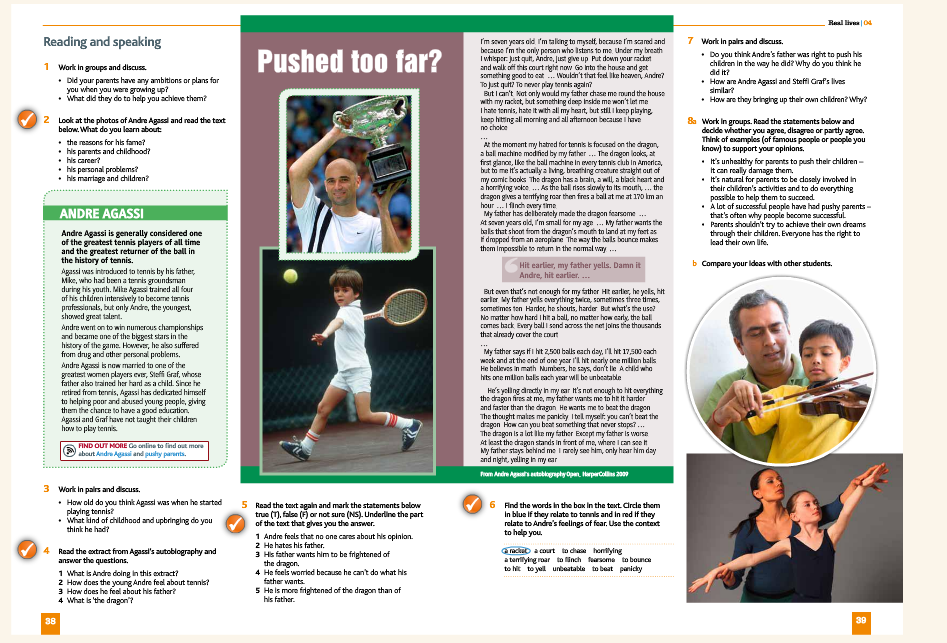 Real lives | 04
Reading and speaking
1 Work in groups and discuss.
• Did your parents have any ambitions or plans for
you when you were growing up?
• What did they do to help you achieve them?
2 Look at the photos of Andre Agassi and read the text
below. What do you learn about:
• the reasons for his fame?
• his parents and childhood?
• his career?
• his personal problems?
• his marriage and children?
ANDRE AGASSI
Andre Agassi is generally considered one
of the greatest tennis players of all time
and the greatest returner of the ball in
the history of tennis.
Agassi was introduced to tennis by his father,
Mike, who had been a tennis groundsman
during his youth. Mike Agassi trained all four
of his children intensively to become tennis
professionals, but only Andre, the youngest,
showed great talent.
Andre went on to win numerous championships
and became one of the biggest stars in the
history of the game. However, he also suffered
from drug and other personal problems.
Andre Agassi is now married to one of the
greatest women players ever, Steffi Graf, whose
father also trained her hard as a child. Since he
retired from tennis, Agassi has dedicated himself
to helping poor and abused young people, giving
them the chance to have a good education.
Agassi and Graf have not taught their children
how to play tennis.
FIND OUT MORE Go online to find out more
about Andre Agassi and pushy parents.
3 Work in pairs and discuss.
• How old do you think Agassi was when he started
playing tennis?
• What kind of childhood and upbringing do you
think he had?
4 Read the extract from Agassi's autobiography and
answer the questions.
1 What is Andre doing in this extract?
2 How does the young Andre feel about tennis?
3 How does he feel about his father?
4 What is 'the dragon'?
38
Pushed too far?
I'm seven years old I'm talking to myself, because I'm scared and
because I'm the only person who listens to me Under my breath
I whisper: just quit, Andre, just give up Put down your racket
and walk off this court right now Go into the house and get
something good to eat ... Wouldn't that feel like heaven, Andre?
To just quit? To never play tennis again?
But I can't Not only would my father chase me round the house
with my racket, but something deep inside me won't let me
I hate tennis, hate it with all my heart, but still I keep playing,
keep hitting all morning and all afternoon because I have
no choice
...
At the moment my hatred for tennis is focused on the dragon,
a ball machine modified by my father ... The dragon looks, at
first glance, like the ball machine in every tennis club in America,
but to me it's actually a living, breathing creature straight out of
my comic books The dragon has a brain, a will, a black heart and
a horrifying voice ... As the ball rises slowly to its mouth, ... the
dragon gives a terrifying roar then fires a ball at me at 170 km an
hour ... I flinch every time
My father has deliberately made the dragon fearsome ...
At seven years old, I'm small for my age ... My father wants the
balls that shoot from the dragon's mouth to land at my feet as
if dropped from an aeroplane The way the balls bounce makes
them impossible to return in the normal way ...
Hit earlier, my father yells. Damn it
Andre, hit earlier. ...
But even that's not enough for my father Hit earlier, he yells, hit
earlier My father yells everything twice, sometimes three times,
sometimes ten Harder, he shouts, harder But what's the use?
No matter how hard I hit a ball, no matter how early, the ball
comes back Every ball I send across the net joins the thousands
that already cover the court
...
My father says if I hit 2,500 balls each day, I'll hit 17,500 each
week and at the end of one year I'll hit nearly one million balls
He believes in math Numbers, he says, don't lie A child who
hits one million balls each year will be unbeatable
He's yelling directly in my ear It's not enough to hit everything
the dragon fires at me, my father wants me to hit it harder
and faster than the dragon He wants me to beat the dragon
The thought makes me panicky I tell myself: you can't beat the
dragon How can you beat something that never stops? ...
The dragon is a lot like my father Except my father is worse
At least the dragon stands in front of me, where I can see it
My father stays behind me I rarely see him, only hear him day
and night, yelling in my ear
From Andre Agassi's autobiography Open, HarperCollins 2009
5 Read the text again and mark the statements below
true (T), false (F) or not sure (NS). Underline the part
of the text that gives you the answer.
1 Andre feels that no one cares about his opinion.
2 He hates his father.
3 His father wants him to be frightened of
the dragon.
4 He feels worried because he can't do what his
father wants.
5 He is more frightened of the dragon than of
his father.
6 Find the words in the box in the text. Circle them
in blue if they relate to tennis and in red if they
relate to Andre's feelings of fear. Use the context
to help you.
a racket a court to chase horrifying
a terrifying roar to flinch fearsome to bounce
to hit to yell unbeatable to beat panicky
7 Work in pairs and discuss.
• Do you think Andre's father was right to push his
children in the way he did? Why do you think he
did it?
• How are Andre Agassi and Steffi Graf's lives
similar?
• How are they bringing up their own children? Why?
8a Work in groups. Read the statements below and
decide whether you agree, disagree or partly agree.
Think of examples (of famous people or people you
know) to support your opinions.
• It's unhealthy for parents to push their children –
it can really damage them.
• It's natural for parents to be closely involved in
their children's activities and to do everything
possible to help them to succeed.
• A lot of successful people have had pushy parents –
that's often why people become successful.
• Parents shouldn't try to achieve their own dreams
through their children. Everyone has the right to
lead their own life.
b Compare your ideas with other students.
39